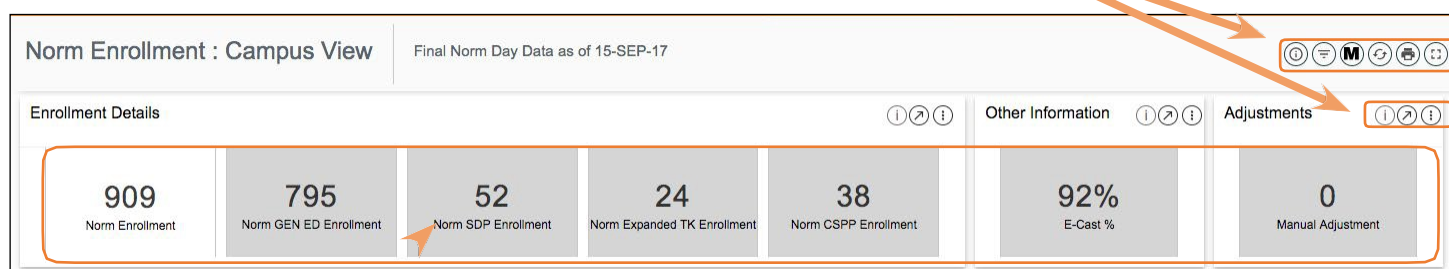 Norm Enrollment : Campus View
Final Norm Day Data as of 15-SEP-17
M
Enrollment Details
Other Information
Adjustments
909
Norm Enrollment
795
Norm GEN ED Enrollment
52
Norm SDP Enrollment
24
Norm Expanded TK Enrollment
38
Norm CSPP Enrollment
92%
E-Cast %
0
Manual Adjustment